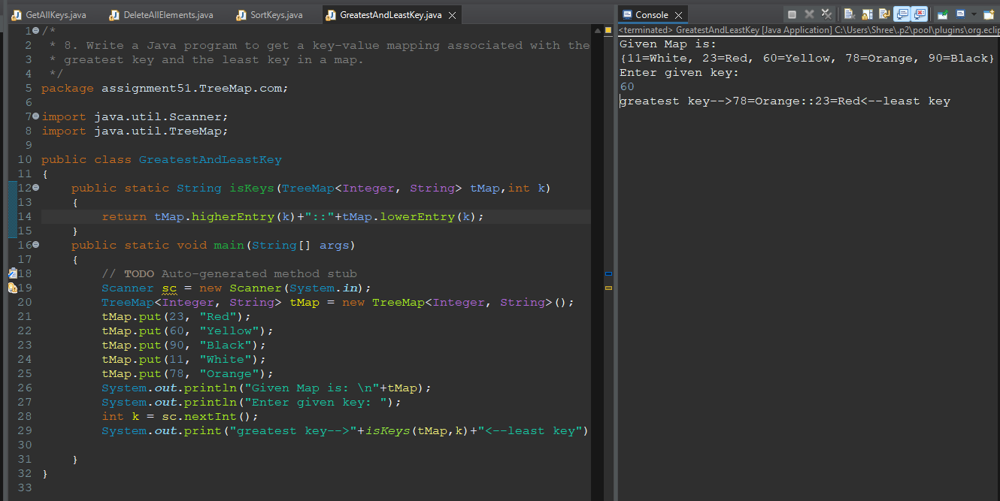 GetAllKeys.java DeleteAllElements.java SortKeys.java GreatestAndLeastKey.java
1 /*
2 * 8. Write a Java program to get a key-value mapping associated with the
3 * greatest key and the least key in a map.
4 */
5 package assignment51.TreeMap.com;
6
7 import java.util.Scanner;
8 import java.util.TreeMap;
9
10 public class GreatestAndLeastKey
11 {
12 public static String isKeys(TreeMap<Integer, String> tMap,int k)
13 {
14 return tMap.higherEntry(k)+"::"+tMap.lowerEntry(k);
15 }
16 public static void main(String[] args)
17 {
18 // TODO Auto-generated method stub
19 Scanner sc = new Scanner(System.in);
20 TreeMap<Integer, String> tMap = new TreeMap<Integer, String>();
21 tMap.put(23, "Red");
22 tMap.put(60, "Yellow");
23 tMap.put(90, "Black");
24 tMap.put(11, "White");
25 tMap.put(78, "Orange");
26 System.out.println("Given Map is: \n"+tMap);
27 System.out.println("Enter given key: ");
28 int k = sc.nextInt();
29 System.out.print("greatest key-->"+isKeys(tMap,k)+"<--least key")
30
31 }
32 }
33
Console
<terminated> GreatestAndLeastKey [Java Application] C:\Users\Shree\.p2\pool\plugins\org.eclip
Given Map is:
{11=White, 23=Red, 60=Yellow, 78=Orange, 90=Black}
Enter given key:
60
greatest key-->78=Orange::23=Red<--least key